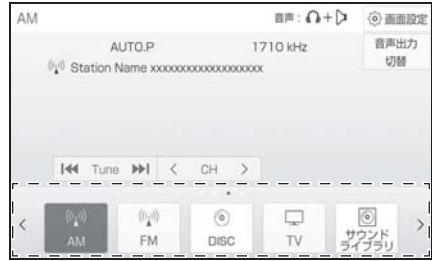 AM 音声： + 画面設定
AUTO.P 1710 kHz 音声出力
切替
Station Name xxxxxxxxxxxxxxxxxxx
Tune < CH >
< AM FM DISC TV サウンド
ライブラリ >